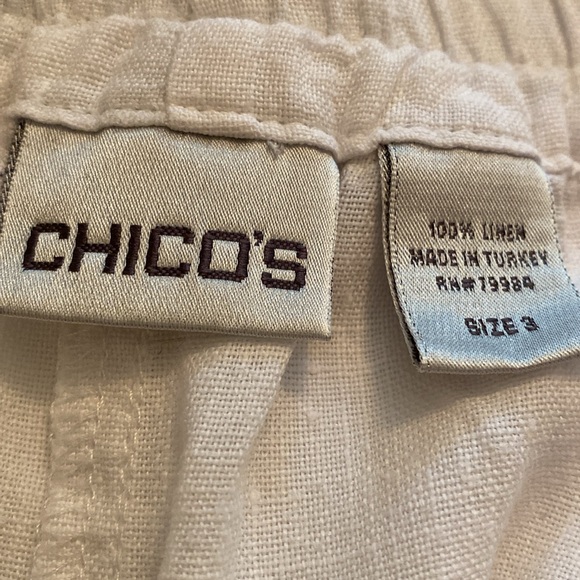 CHICO'S
100% LINEN
MADE IN TURKEY
RN#79984
SIZE 3